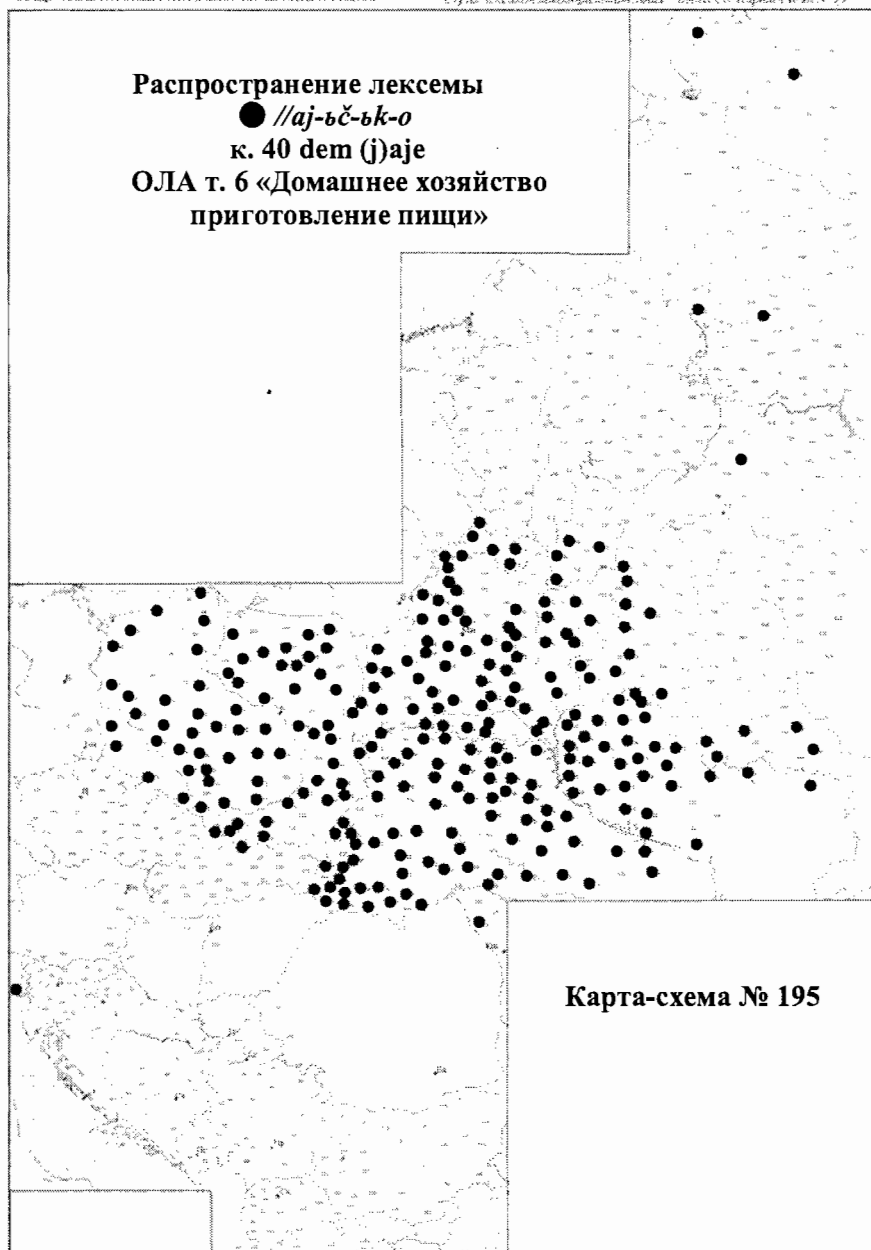 Распространение лексемы
● //aj-ьč-ьk-o
к. 40 dem (j)aje
ОЛА т. 6 «Домашнее хозяйство
приготовление пищи»
Карта-схема № 195